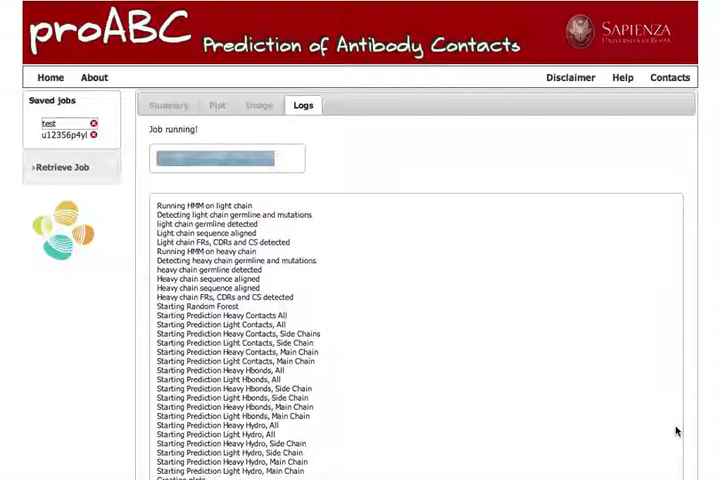 proABC Prediction of Antibody Contacts
SAPIENZA
UNIVERSITÀ DI ROMA
Home About Disclaimer Help Contacts
Saved jobs
test
u12356p4yl
Retrieve Job
Summary Plot Image Logs
Job running!
Running HMM on light chain
Detecting light chain germline and mutations
light chain germline detected
Light chain sequence aligned
Light chain FRs, CDRs and CS detected
Running HMM on heavy chain
Detecting heavy chain germline and mutations
heavy chain germline detected
Heavy chain sequence aligned
Heavy chain sequence aligned
Heavy chain FRs, CDRs and CS detected
Starting Random Forest
Starting Prediction Heavy Contacts All
Starting Prediction Light Contacts, All
Starting Prediction Heavy Contacts, Side Chains
Starting Prediction Light Contacts, Side Chain
Starting Prediction Heavy Contacts, Main Chain
Starting Prediction Light Contacts, Main Chain
Starting Prediction Heavy Hbonds, All
Starting Prediction Light Hbonds, All
Starting Prediction Heavy Hbonds, Side Chain
Starting Prediction Light Hbonds, Side Chain
Starting Prediction Heavy Hbonds, Main Chain
Starting Prediction Light Hbonds, Main Chain
Starting Prediction Heavy Hydro, All
Starting Prediction Light Hydro, All
Starting Prediction Heavy Hydro, Side Chain
Starting Prediction Light Hydro, Side Chain
Starting Prediction Heavy Hydro, Main Chain
Starting Prediction Light Hydro, Main Chain
Creating plots